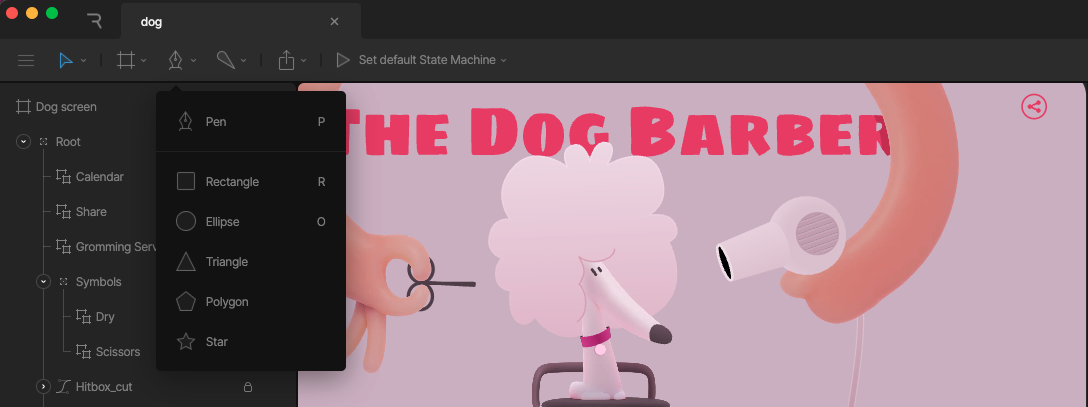 dog
Set default State Machine
Dog screen
Root
Calendar
Share
Gromming Serv
Symbols
Dry
Scissors
Hitbox_cut
Pen P
Rectangle R
Ellipse O
Triangle
Polygon
Star
The Dog Barber